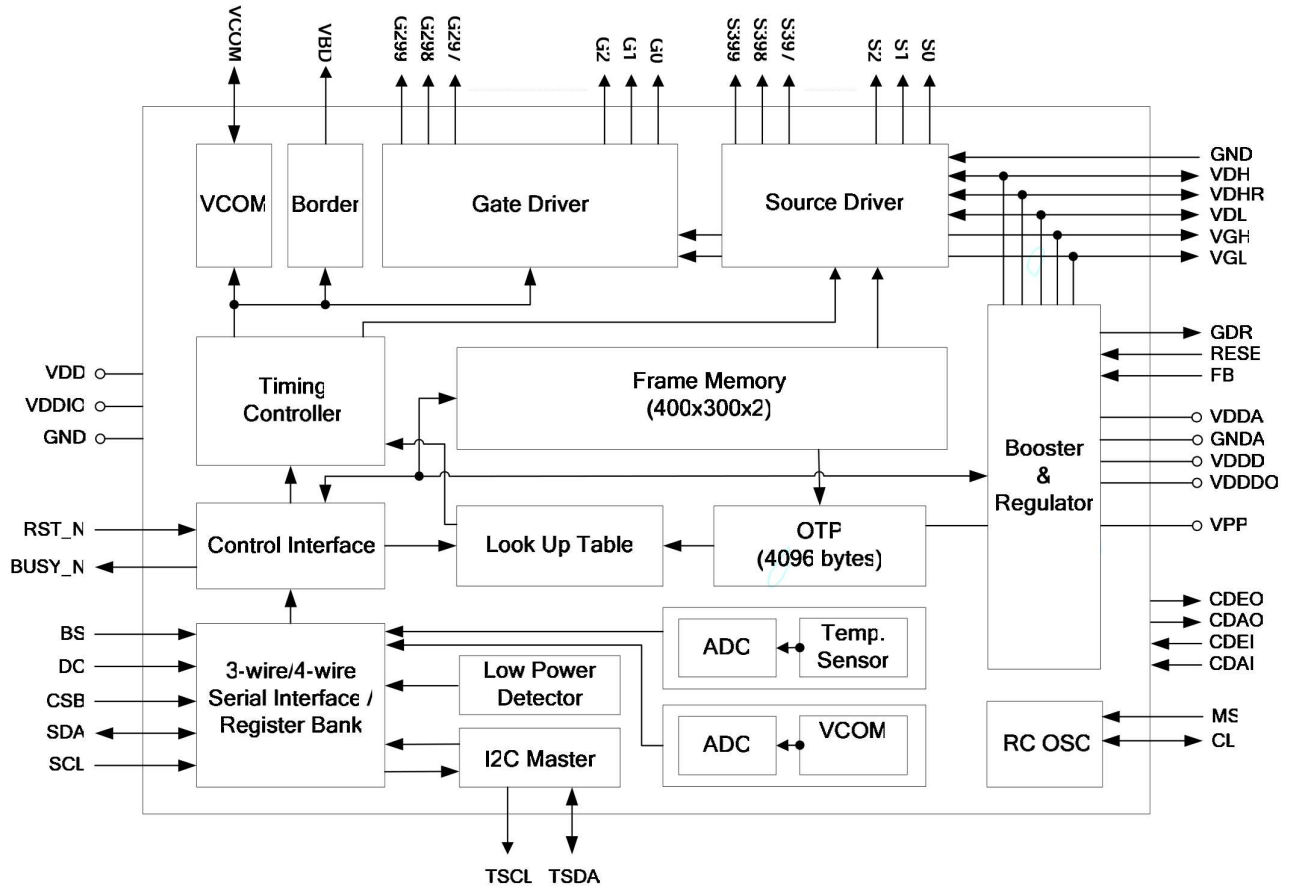 VCOM
VBD
G299
G298
G297
G2
G1
G0
S399
S398
S397
S2
S1
S0
VCOM
Border
Gate Driver
Source Driver
GND
VDH
VDHR
VDL
VGH
VGL
VDD
VDDIO
GND
Timing
Controller
Frame Memory
(400x300x2)
Booster
&
Regulator
GDR
RESE
FB
VDDA
GNDA
VDDD
VDDDO
VPP
RST_N
BUSY_N
Control Interface
Look Up Table
OTP
(4096 bytes)
CDEO
CDAO
CDEI
CDAI
BS
DC
CSB
SDA
SCL
3-wire/4-wire
Serial Interface /
Register Bank
Low Power
Detector
I2C Master
ADC
Temp.
Sensor
ADC
VCOM
RC OSC
MS
CL
TSCL
TSDA